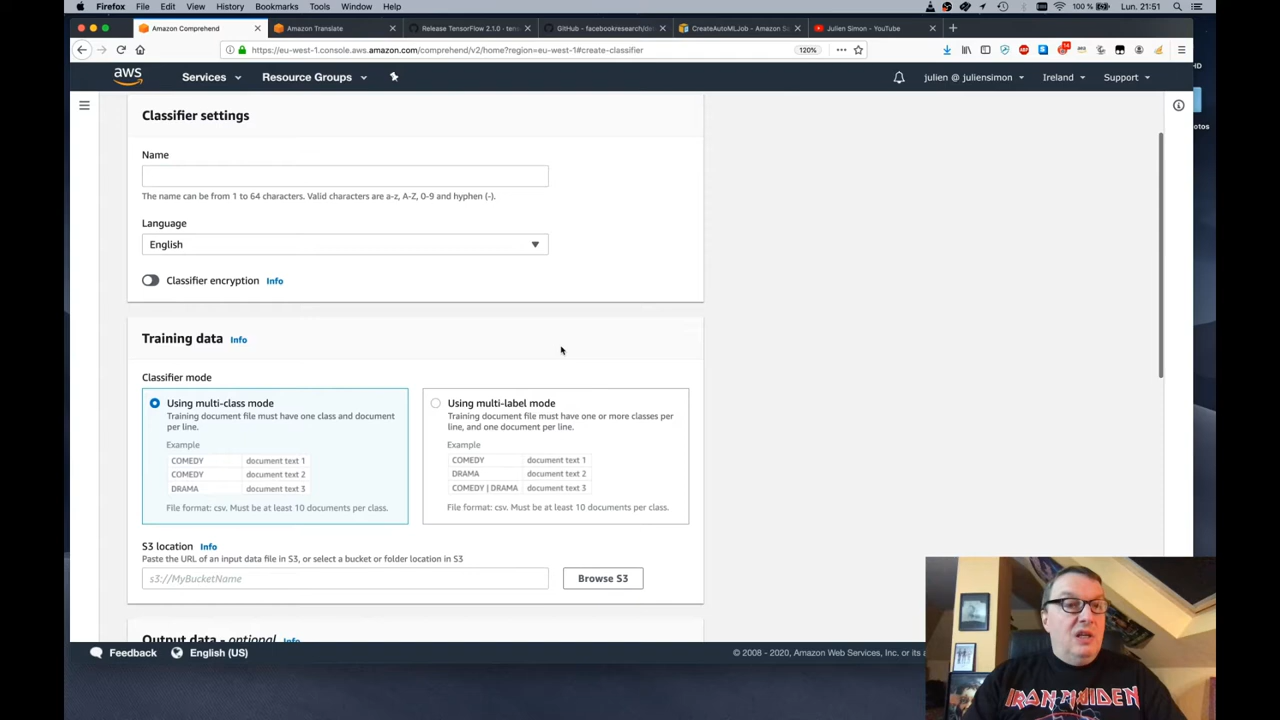 Firefox File Edit View History Bookmarks Tools Window Help
100 % Lun. 21:51
Amazon Comprehend
Amazon Translate
Release TensorFlow 2.1.0 · tens
GitHub - facebookresearch/de
CreateAutoMLJob - Amazon Sa
Julien Simon - YouTube
https://eu-west-1.console.aws.amazon.com/comprehend/v2/home?region=eu-west-1#create-classifier
120%
14
aws
Services
Resource Groups
julien @ juliensimon
Ireland
Support
Classifier settings
Name
The name can be from 1 to 64 characters. Valid characters are a-z, A-Z, 0-9 and hyphen (-).
Language
English
Classifier encryption Info
Training data Info
Classifier mode
Using multi-class mode
Training document file must have one class and document
per line.
Example
COMEDY document text 1
COMEDY document text 2
DRAMA document text 3
File format: csv. Must be at least 10 documents per class.
Using multi-label mode
Training document file must have one or more classes per
line, and one document per line.
Example
COMEDY document text 1
DRAMA document text 2
COMEDY | DRAMA document text 3
File format: csv. Must be at least 10 documents per class.
S3 location Info
Paste the URL of an input data file in S3, or select a bucket or folder location in S3
s3://MyBucketName
Browse S3
Output data - optional Info
Feedback
English (US)
© 2008 - 2020, Amazon Web Services, Inc. or its a
HD
otos
IRON MAIDEN